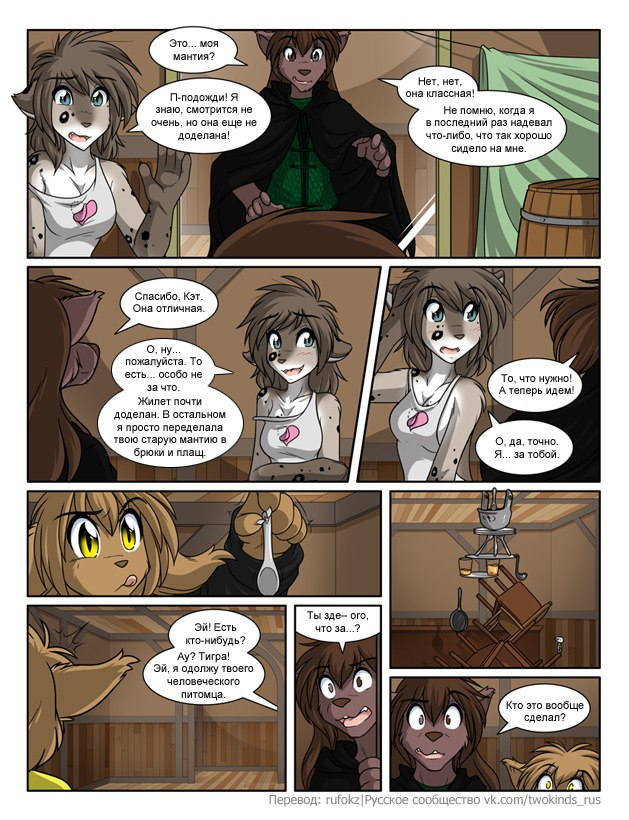 Это... моя
мантия?
П-подожди! Я
знаю, смотрится не
очень, но она еще не
доделана!
Нет, нет,
она классная!
Не помню, когда я
в последний раз надевал
что-либо, что так хорошо
сидело на мне.
Спасибо, Кэт.
Она отличная.
О, ну...
пожалуйста. То
есть... особо не
за что.
Жилет почти
доделан. В остальном
я просто переделала
твою старую мантию в
брюки и плащ.
То, что нужно!
А теперь идем!
О, да, точно.
Я... за тобой.
Эй! Есть
кто-нибудь?
Ау? Тигра!
Эй, я одолжу твоего
человеческого
питомца.
Ты зде– ого,
что за...?
Кто это вообще
сделал?
Перевод: rufokz|Русское сообщество vk.com/twokinds_rus